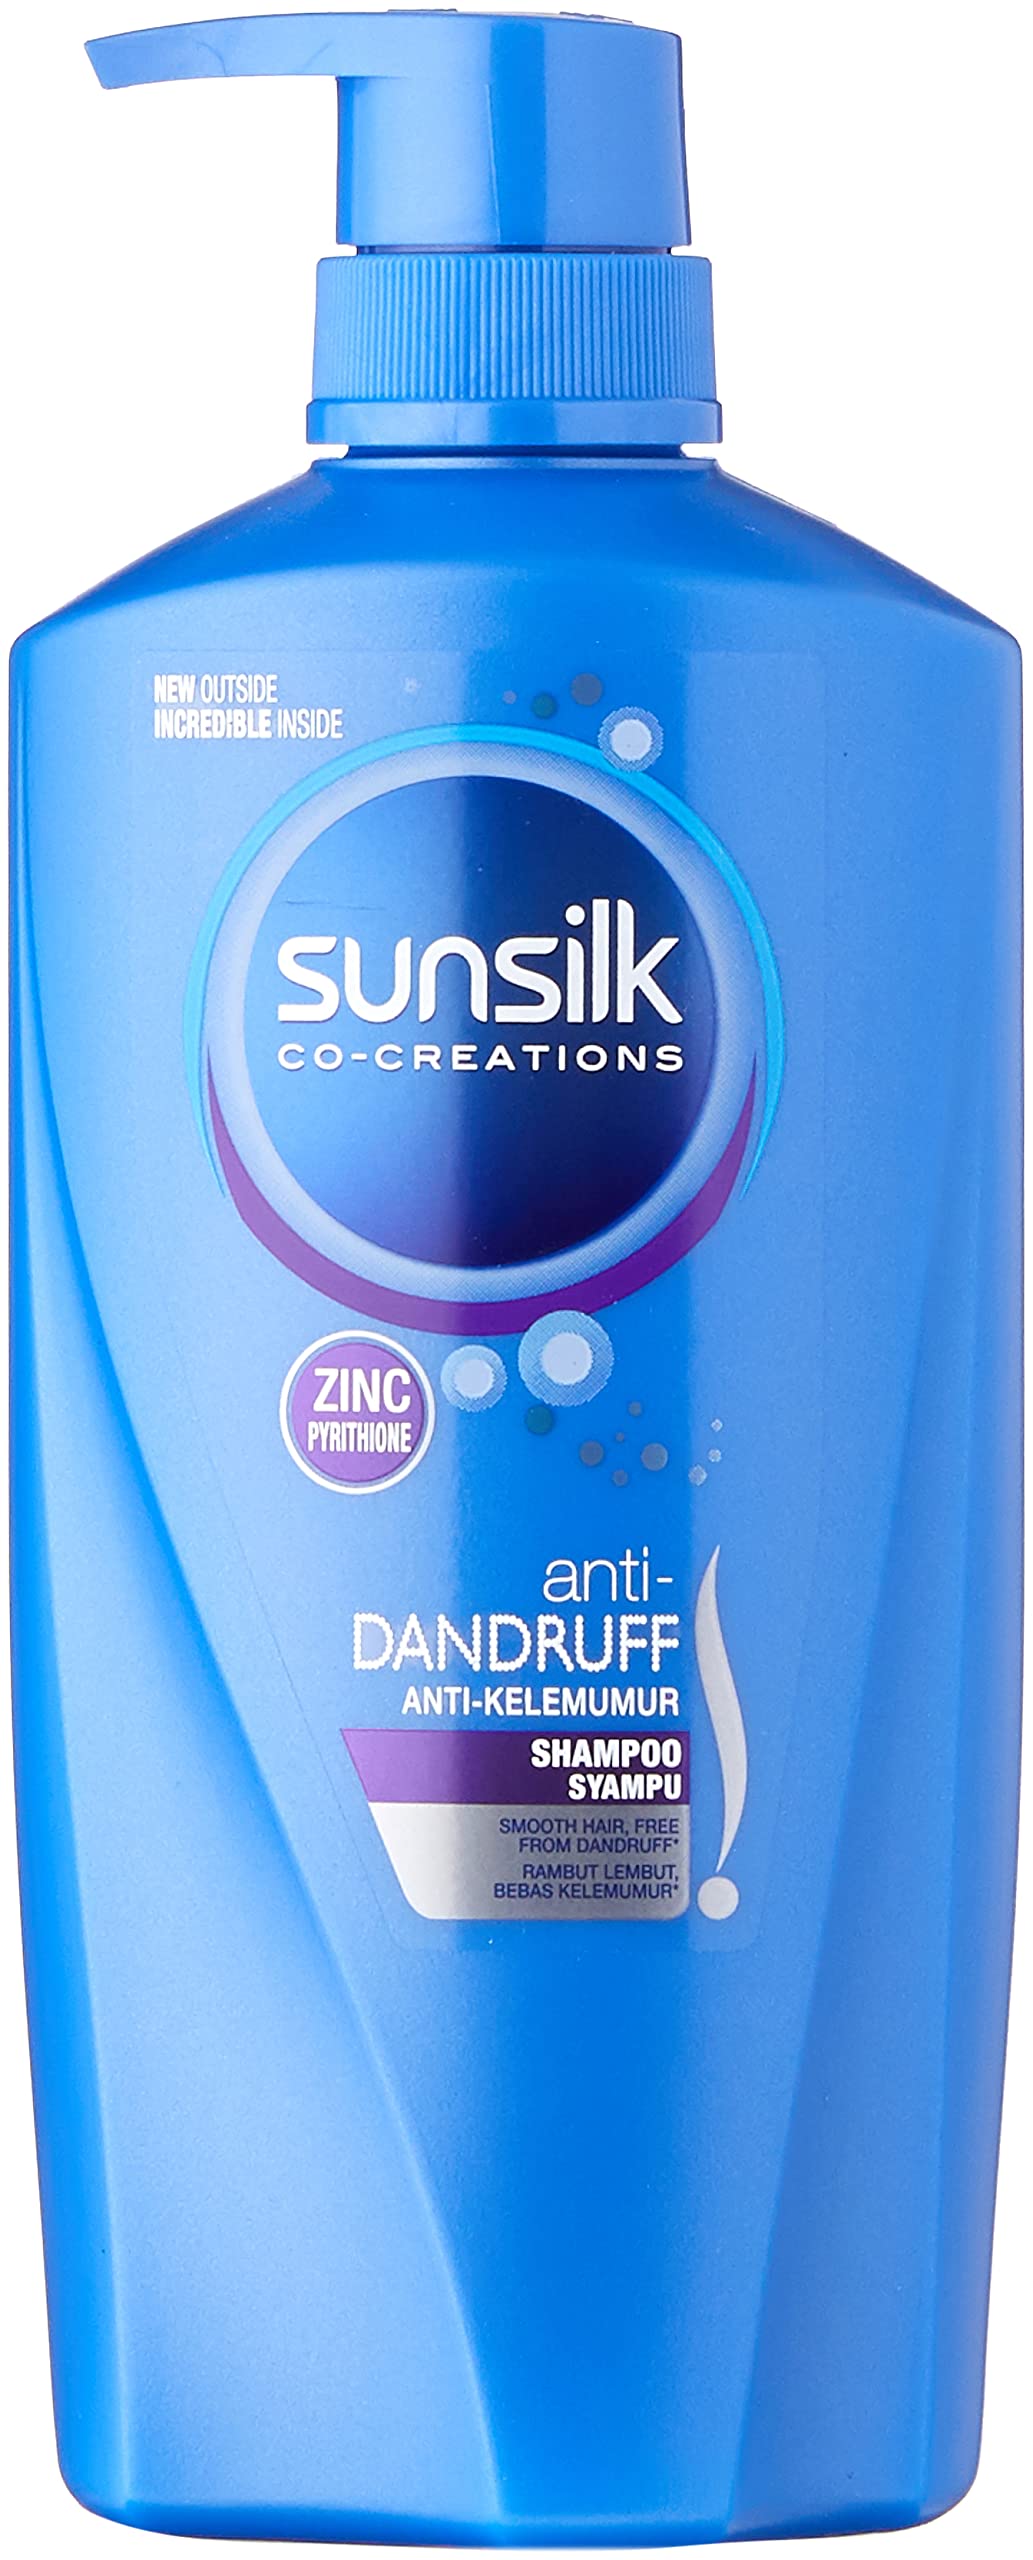 NEW OUTSIDE
INCREDIBLE INSIDE
sunsilk
CO-CREATIONS
ZINC
PYRITHIONE
anti-
DANDRUFF
ANTI-KELEMUMUR
SHAMPOO
SYAMPU
SMOOTH HAIR, FREE
FROM DANDRUFF*
RAMBUT LEMBUT,
BEBAS KELEMUMUR*